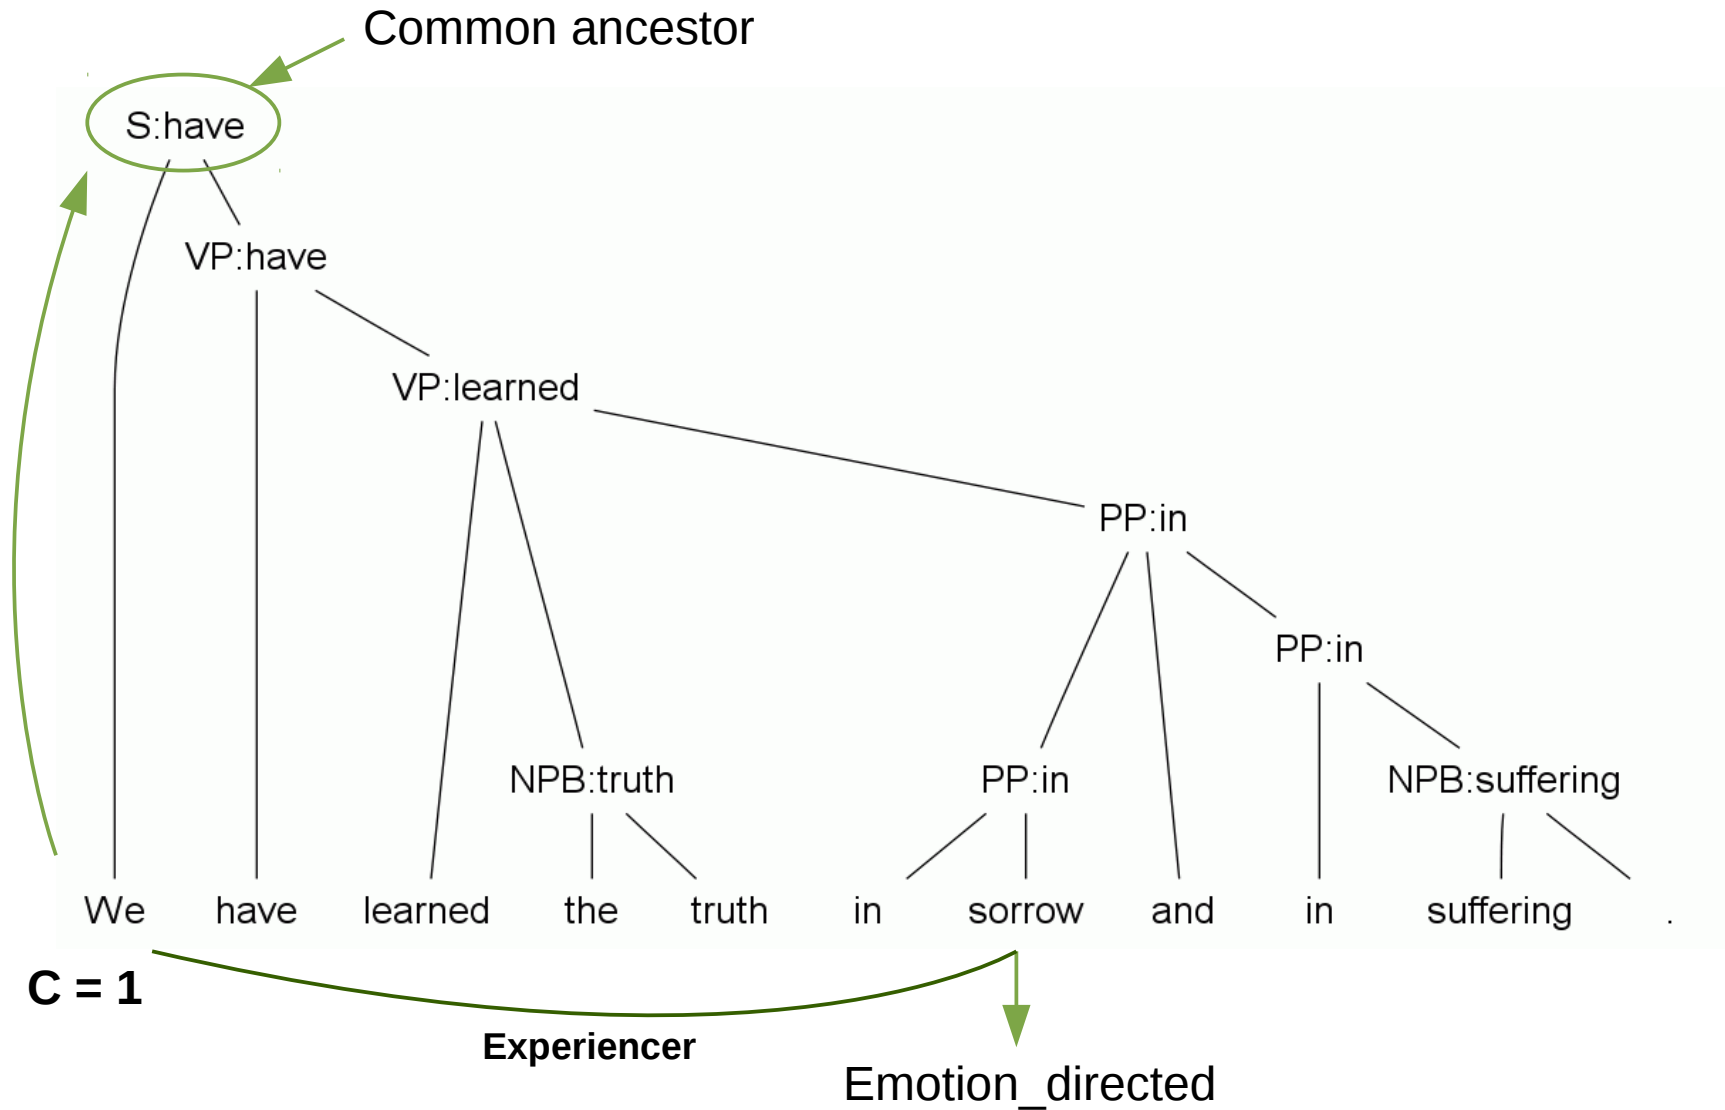 Common ancestor
S:have
VP:have
VP:learned
PP:in
PP:in
NPB:truth PP:in NPB:suffering
We have learned the truth in sorrow and in suffering .
C = 1
Experiencer
Emotion_directed